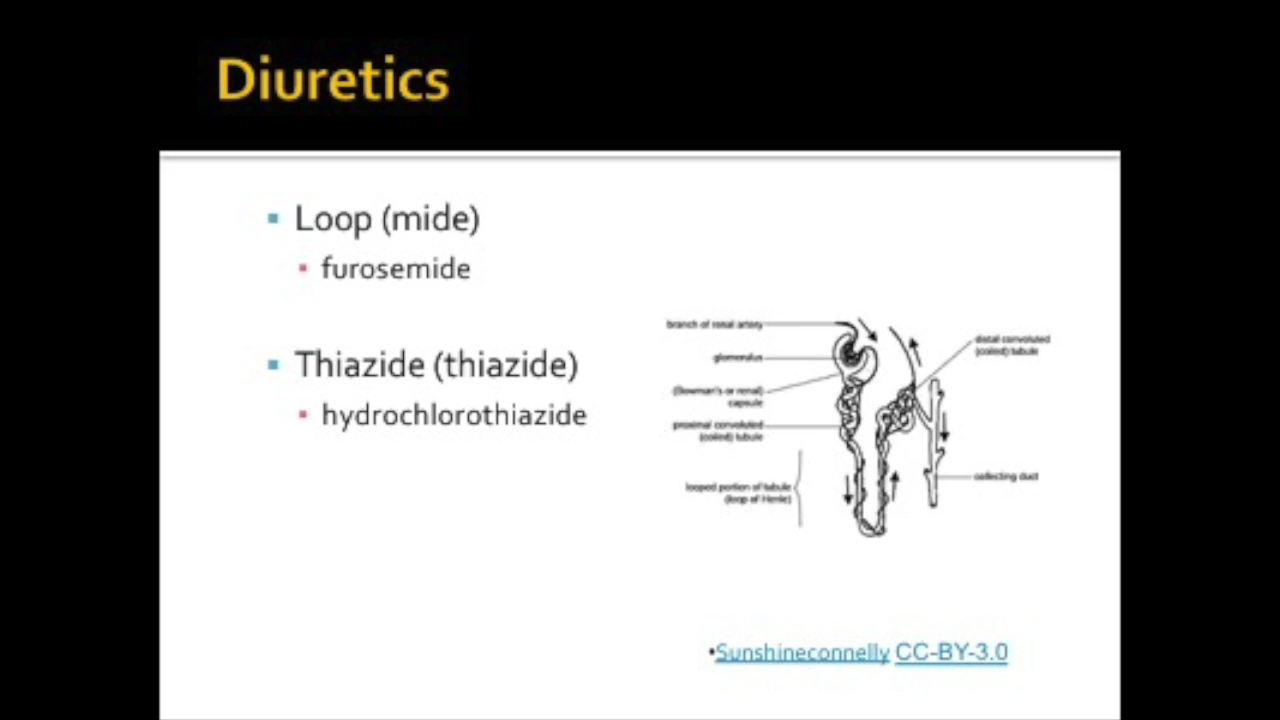 Diuretics
Loop (mide)
furosemide
Thiazide (thiazide)
hydrochlorothiazide
branch of renal artery
glomerulus
(Bowman's or renal)
capsule
proximal convoluted
(coiled) tubule
looped portion of tubule
(loop of Henle)
distal convoluted
(coiled) tubule
collecting duct
•Sunshineconnelly CC-BY-3.0